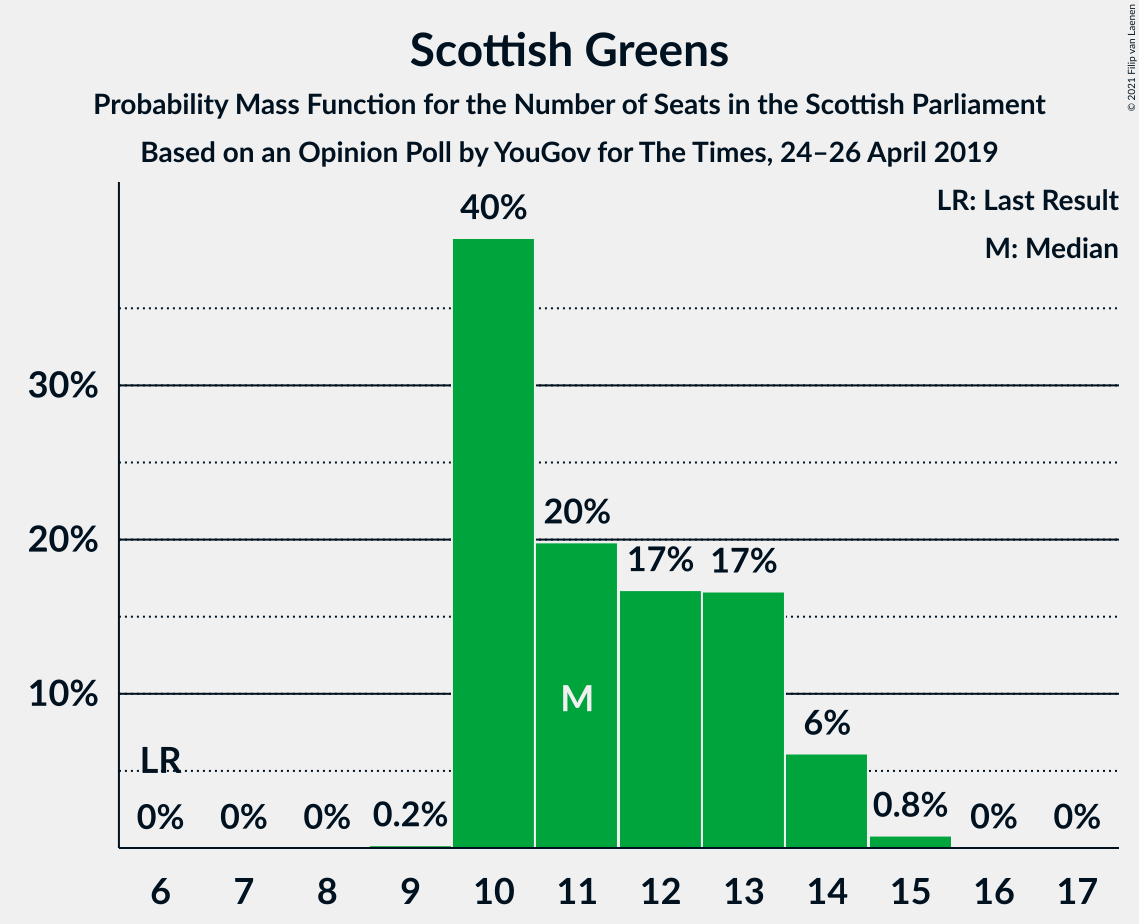 Scottish Greens
Probability Mass Function for the Number of Seats in the Scottish Parliament
Based on an Opinion Poll by YouGov for The Times, 24–26 April 2019
© 2021 Filip van Laenen
LR: Last Result
M: Median
40%
30%
20%
20%
17% 17%
10%
M
6%
LR
0% 0% 0% 0.2% 0.8% 0% 0%
6 7 8 9 10 11 12 13 14 15 16 17